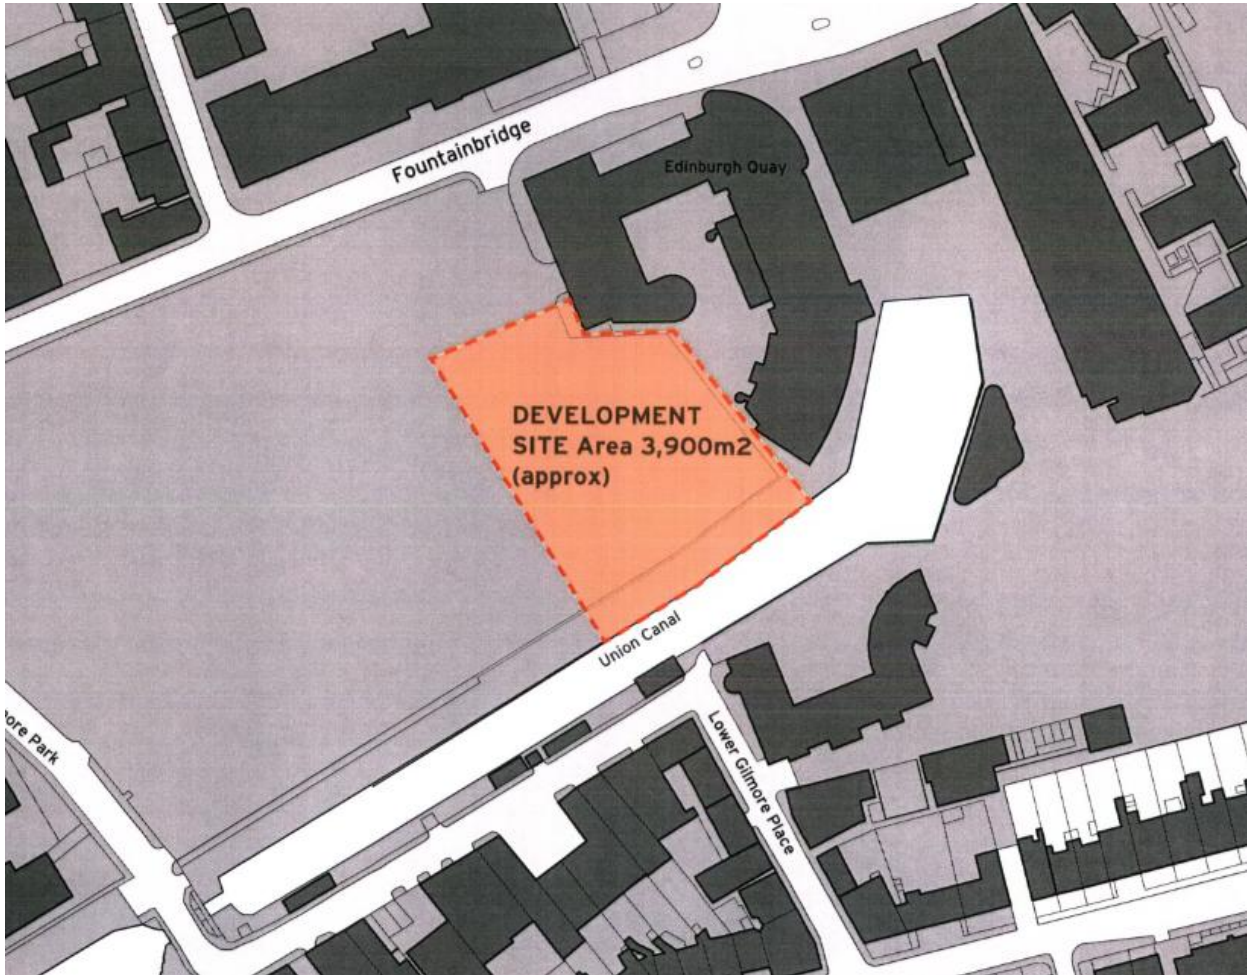 Fountainbridge
Edinburgh Quay
DEVELOPMENT
SITE Area 3,900m2
(approx)
Union Canal
ore Park
Lower Gilmore Place